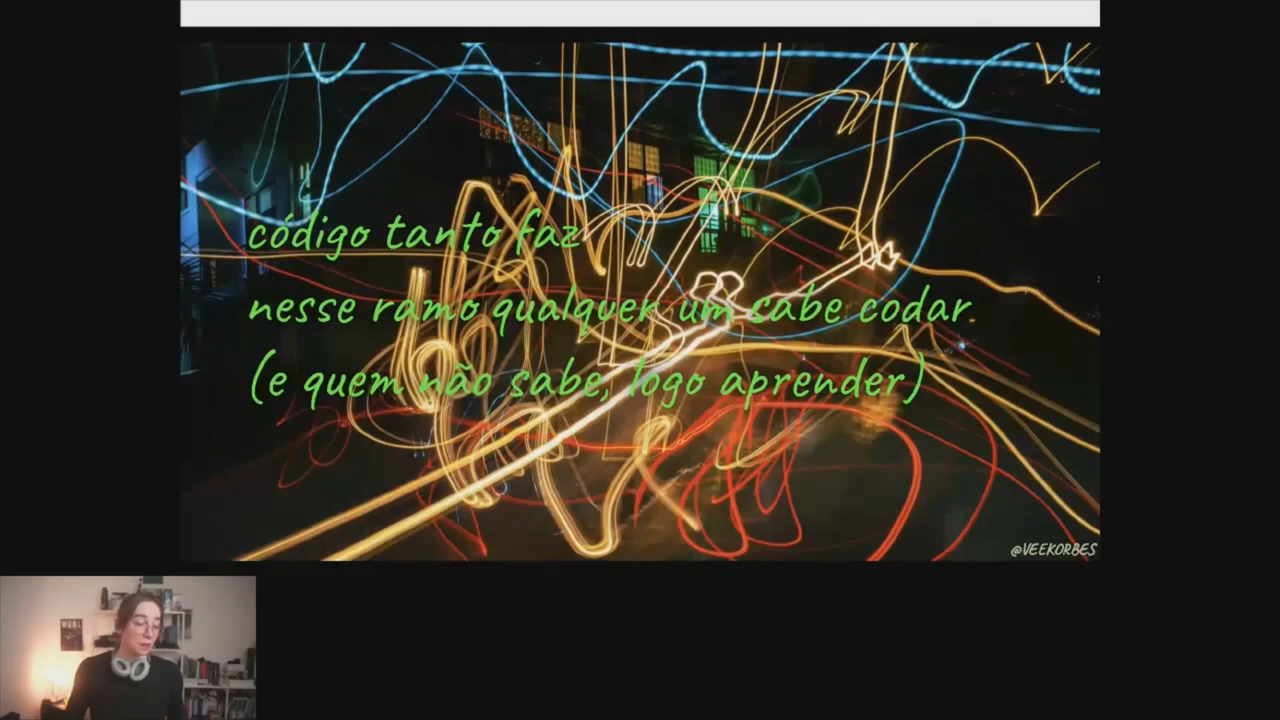 código tanto faz
nesse ramo qualquer um sabe codar
(e quem não sabe, logo aprender)
@VEEKORBES